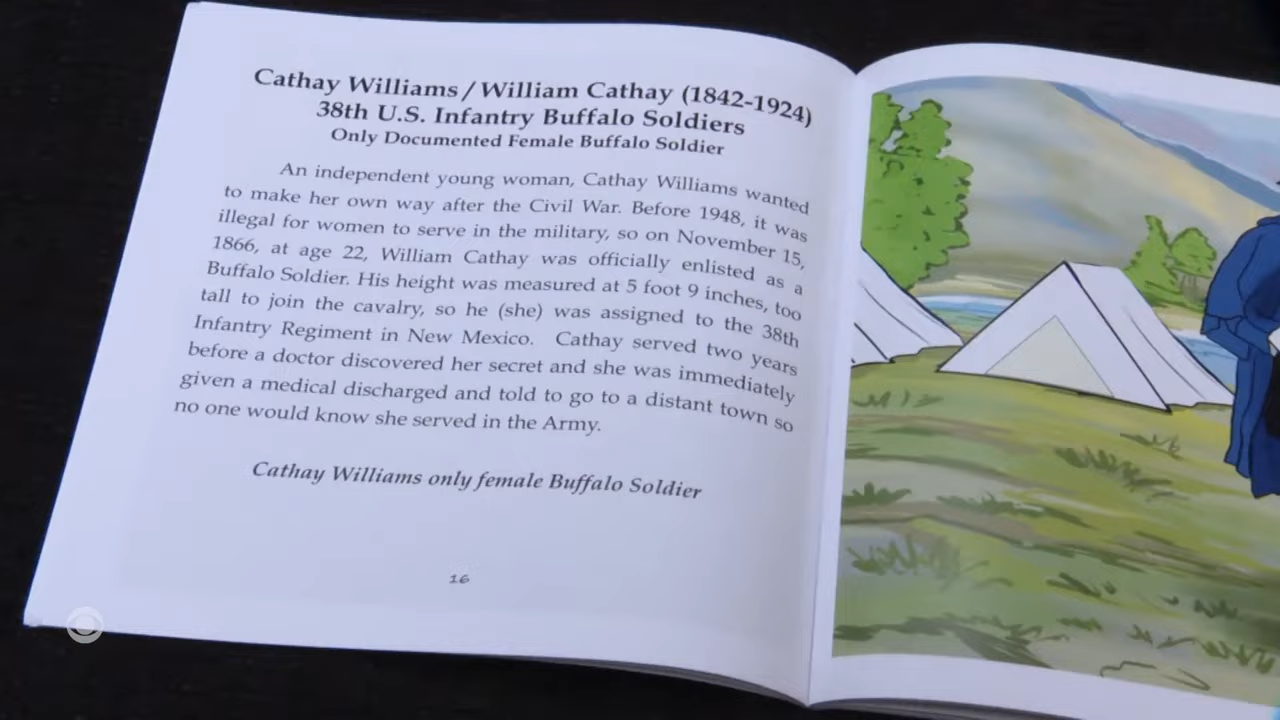 Cathay Williams / William Cathay (1842-1924)
38th U.S. Infantry Buffalo Soldiers
Only Documented Female Buffalo Soldier
An independent young woman, Cathay Williams wanted
to make her own way after the Civil War. Before 1948, it was
illegal for women to serve in the military, so on November 15,
1866, at age 22, William Cathay was officially enlisted as a
Buffalo Soldier. His height was measured at 5 foot 9 inches, too
tall to join the cavalry, so he (she) was assigned to the 38th
Infantry Regiment in New Mexico. Cathay served two years
before a doctor discovered her secret and she was immediately
given a medical discharged and told to go to a distant town so
no one would know she served in the Army.
Cathay Williams only female Buffalo Soldier
16